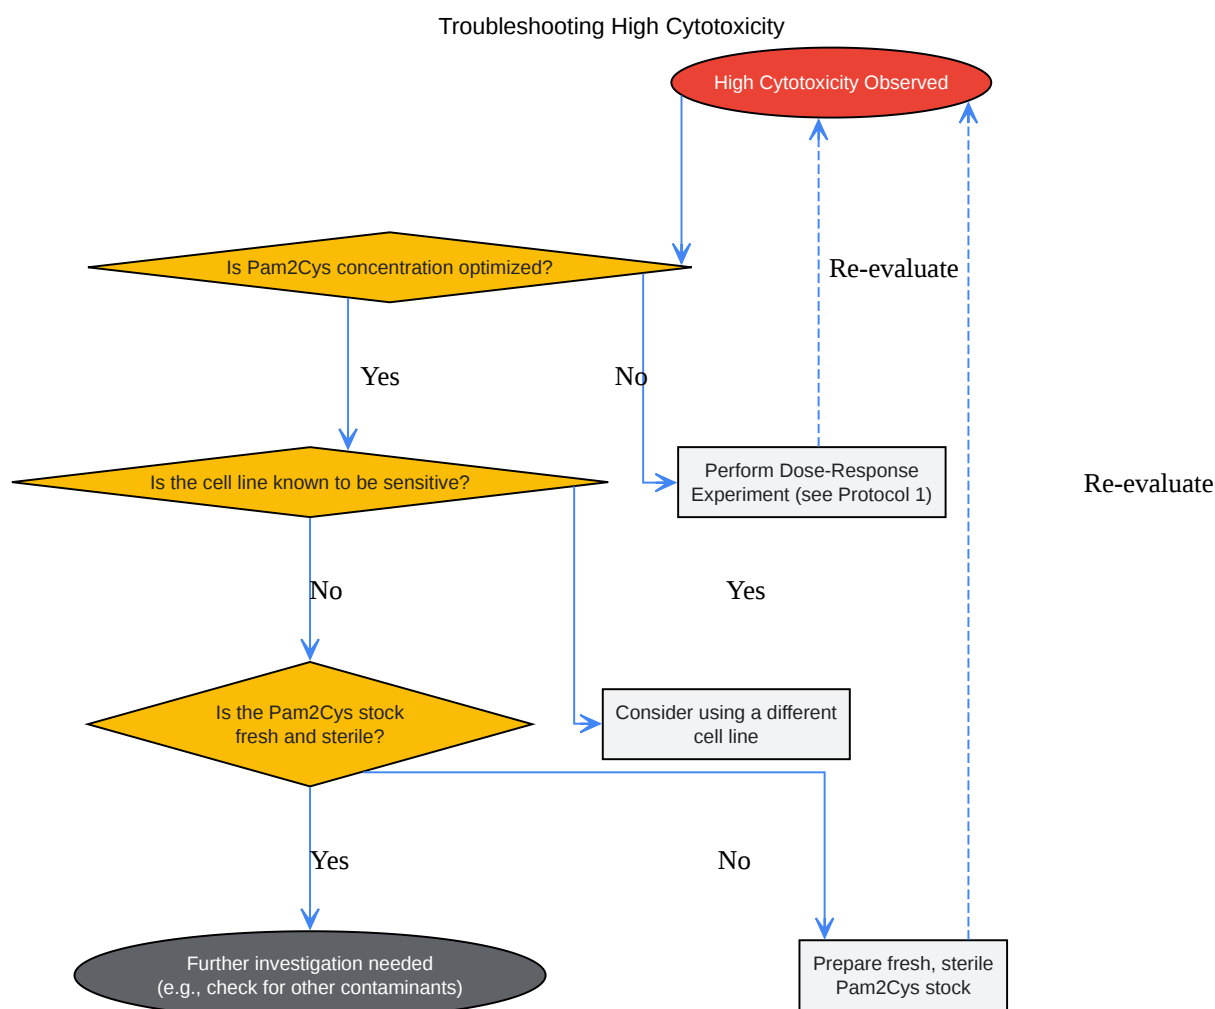 Troubleshooting High Cytotoxicity
High Cytotoxicity Observed
Is Pam2Cys concentration optimized?
Re-evaluate
Yes
No
Is the cell line known to be sensitive?
Perform Dose-Response
Experiment (see Protocol 1)
Re-evaluate
No
Yes
Is the Pam2Cys stock
fresh and sterile?
Consider using a different
cell line
Yes
No
Further investigation needed
(e.g., check for other contaminants)
Prepare fresh, sterile
Pam2Cys stock